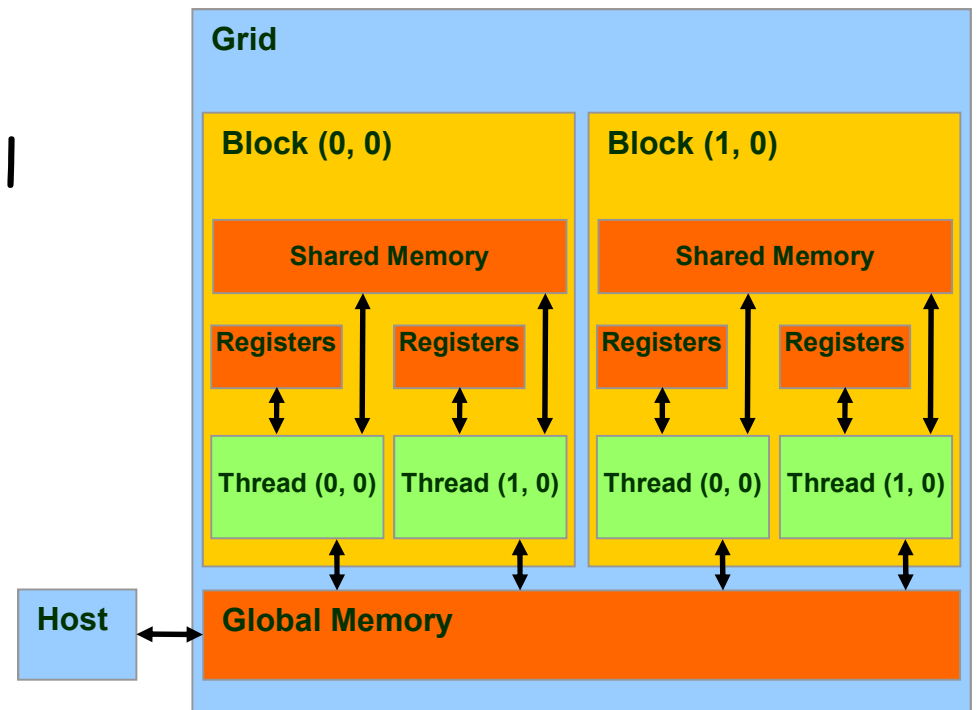 Grid
Block (0, 0)
Block (1, 0)
Shared Memory
Shared Memory
Registers
Registers
Registers
Registers
Thread (0, 0)
Thread (1, 0)
Thread (0, 0)
Thread (1, 0)
Host
Global Memory